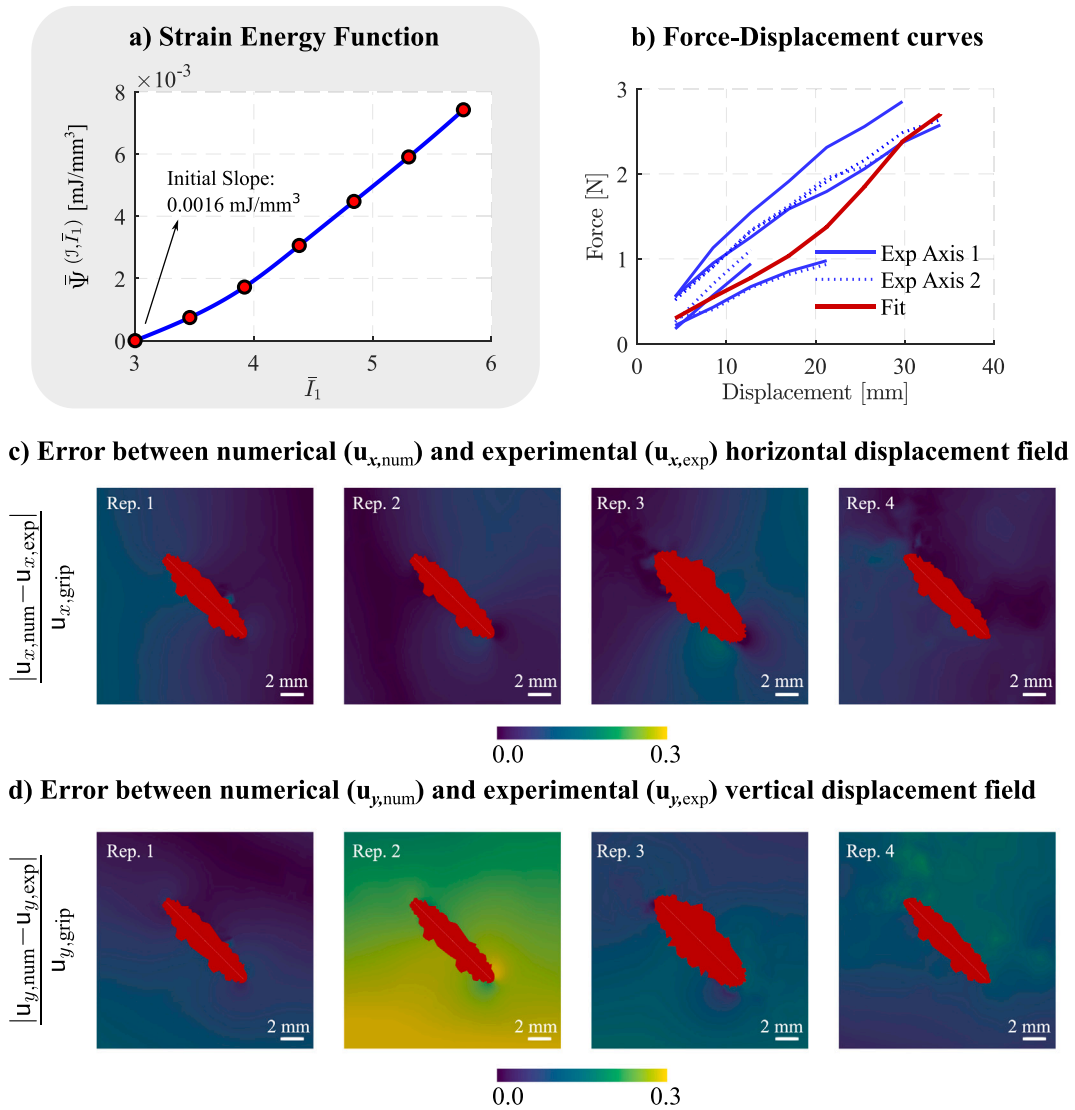 a) Strain Energy Function
×10⁻³
8
6
4
2
0
3
4
5
6
Ψ̄ (ℐ,Ī₁) [mJ/mm³]
Ī₁
Initial Slope:
0.0016 mJ/mm³
b) Force-Displacement curves
3
2
1
0
0
10
20
30
40
Force [N]
Displacement [mm]
Exp Axis 1
Exp Axis 2
Fit
c) Error between numerical (u_x,num) and experimental (u_x,exp) horizontal displacement field
|u_x,num − u_x,exp|
u_x,grip
Rep. 1
2 mm
Rep. 2
2 mm
Rep. 3
2 mm
Rep. 4
2 mm
0.0
0.3
d) Error between numerical (u_y,num) and experimental (u_y,exp) vertical displacement field
|u_y,num − u_y,exp|
u_y,grip
Rep. 1
2 mm
Rep. 2
2 mm
Rep. 3
2 mm
Rep. 4
2 mm
0.0
0.3